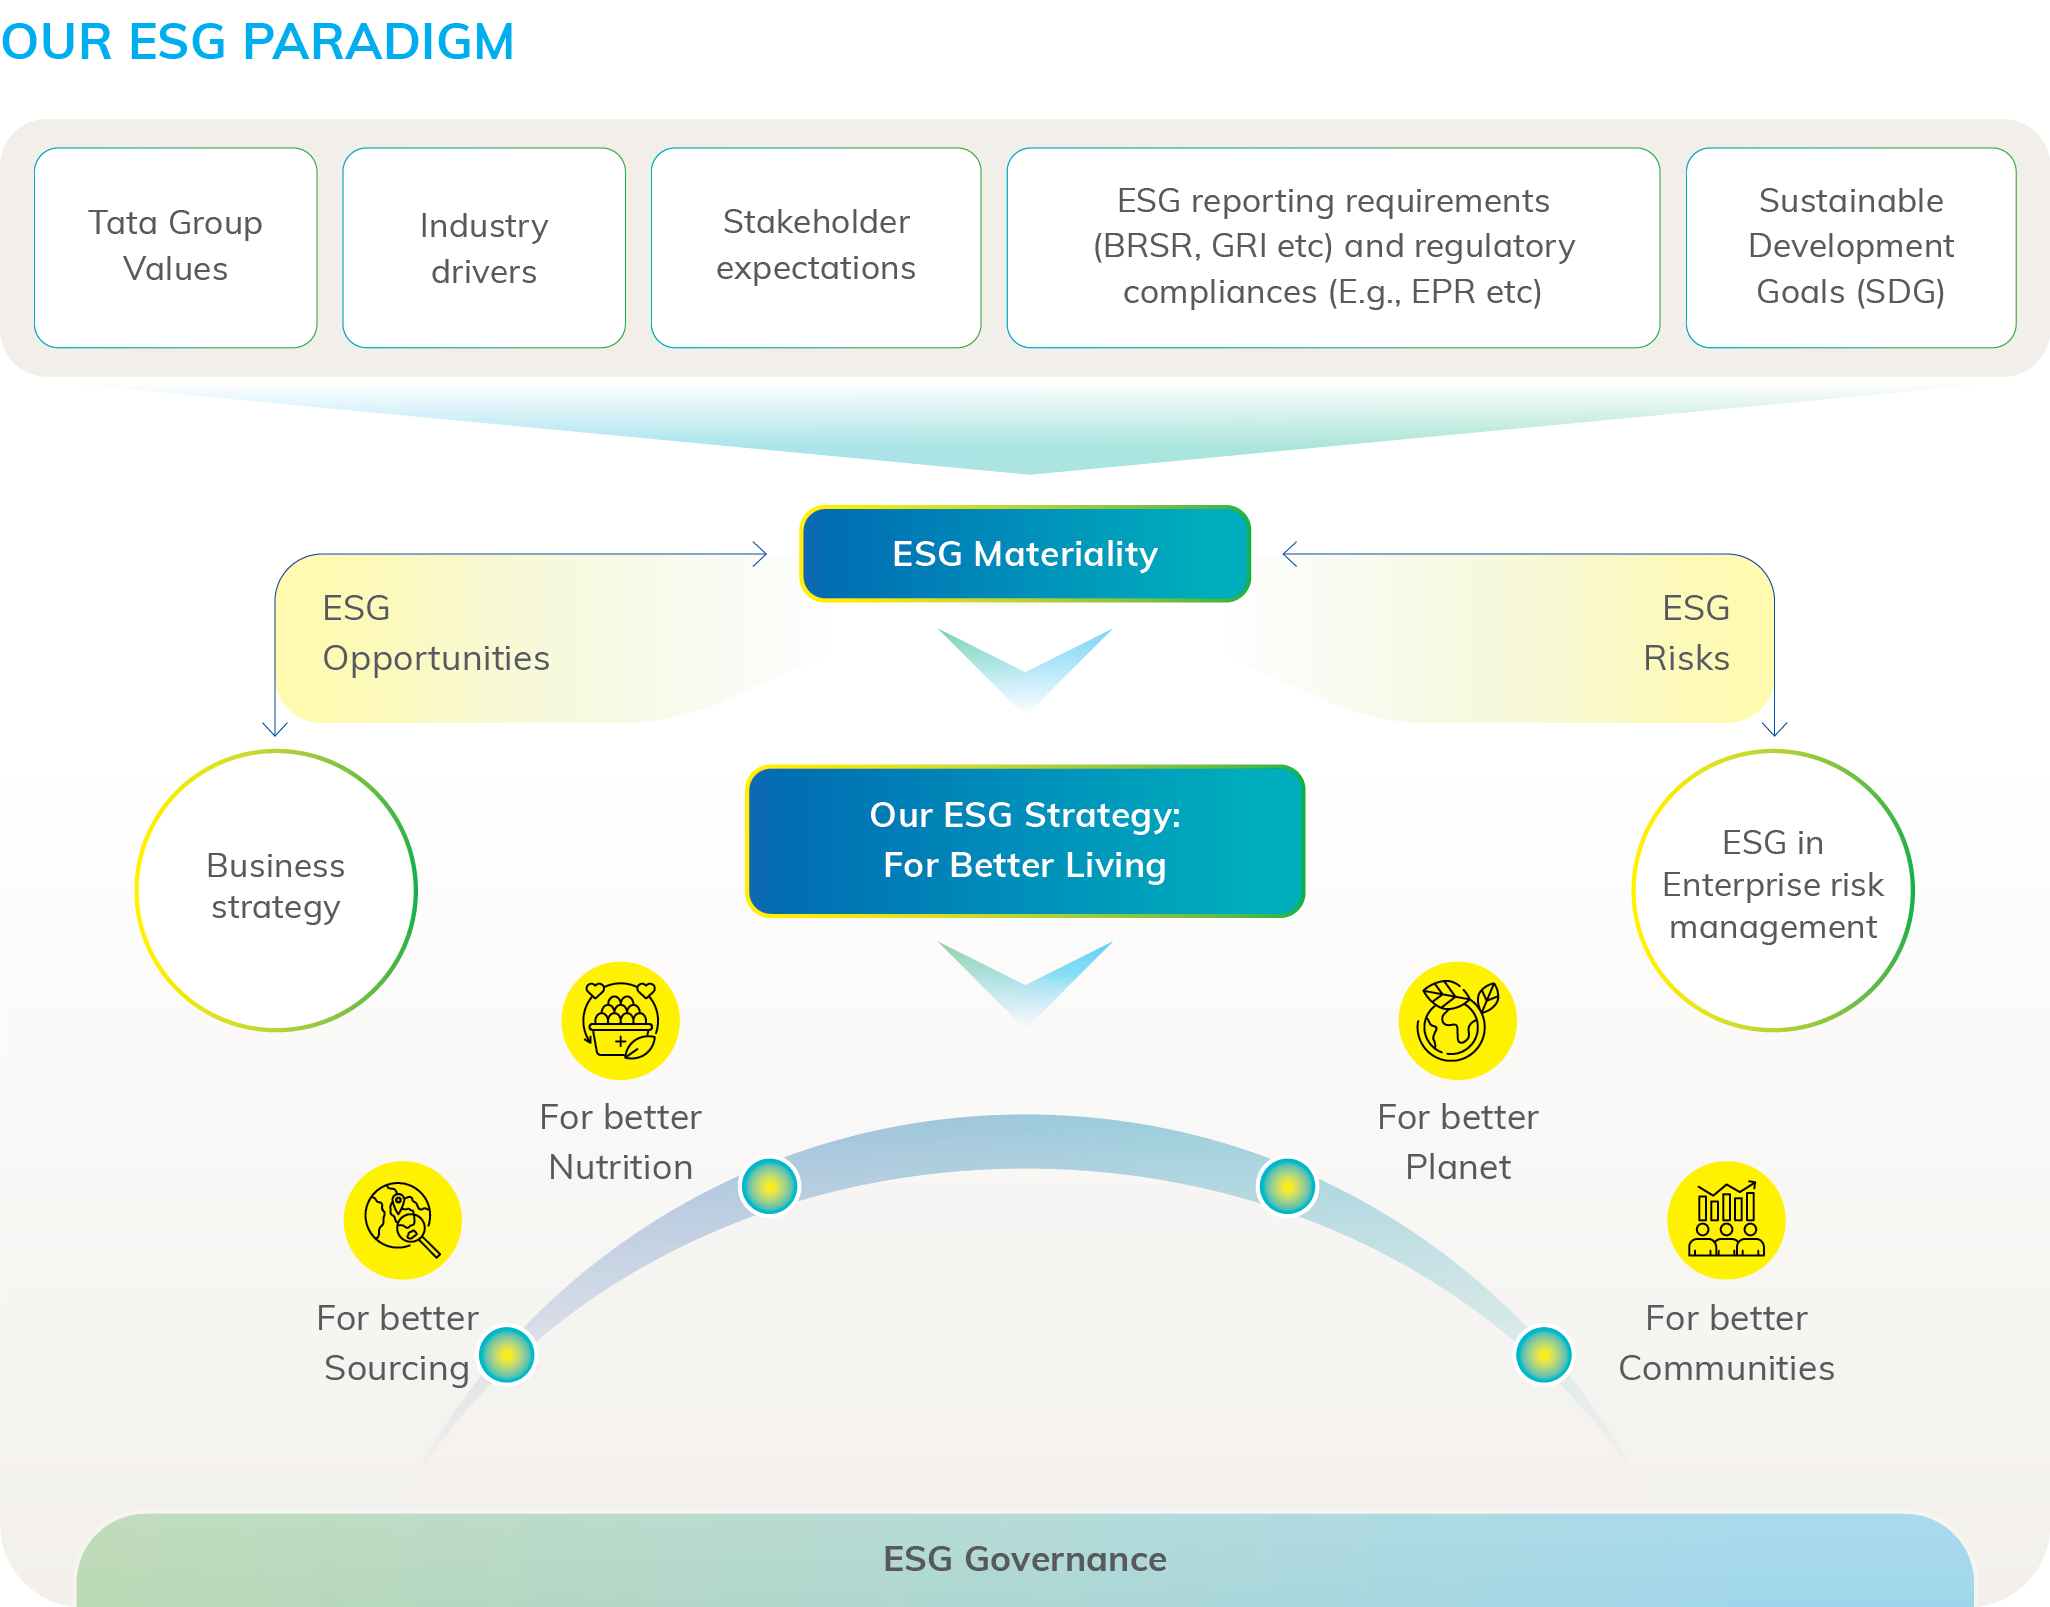 OUR ESG PARADIGM
Tata Group
Values
Industry
drivers
Stakeholder
expectations
ESG reporting requirements
(BRSR, GRI etc) and regulatory
compliances (E.g., EPR etc)
Sustainable
Development
Goals (SDG)
ESG Materiality
ESG
Opportunities
ESG
Risks
Our ESG Strategy:
For Better Living
Business
strategy
ESG in
Enterprise risk
management
For better
Nutrition
For better
Planet
For better
Sourcing
For better
Communities
ESG Governance